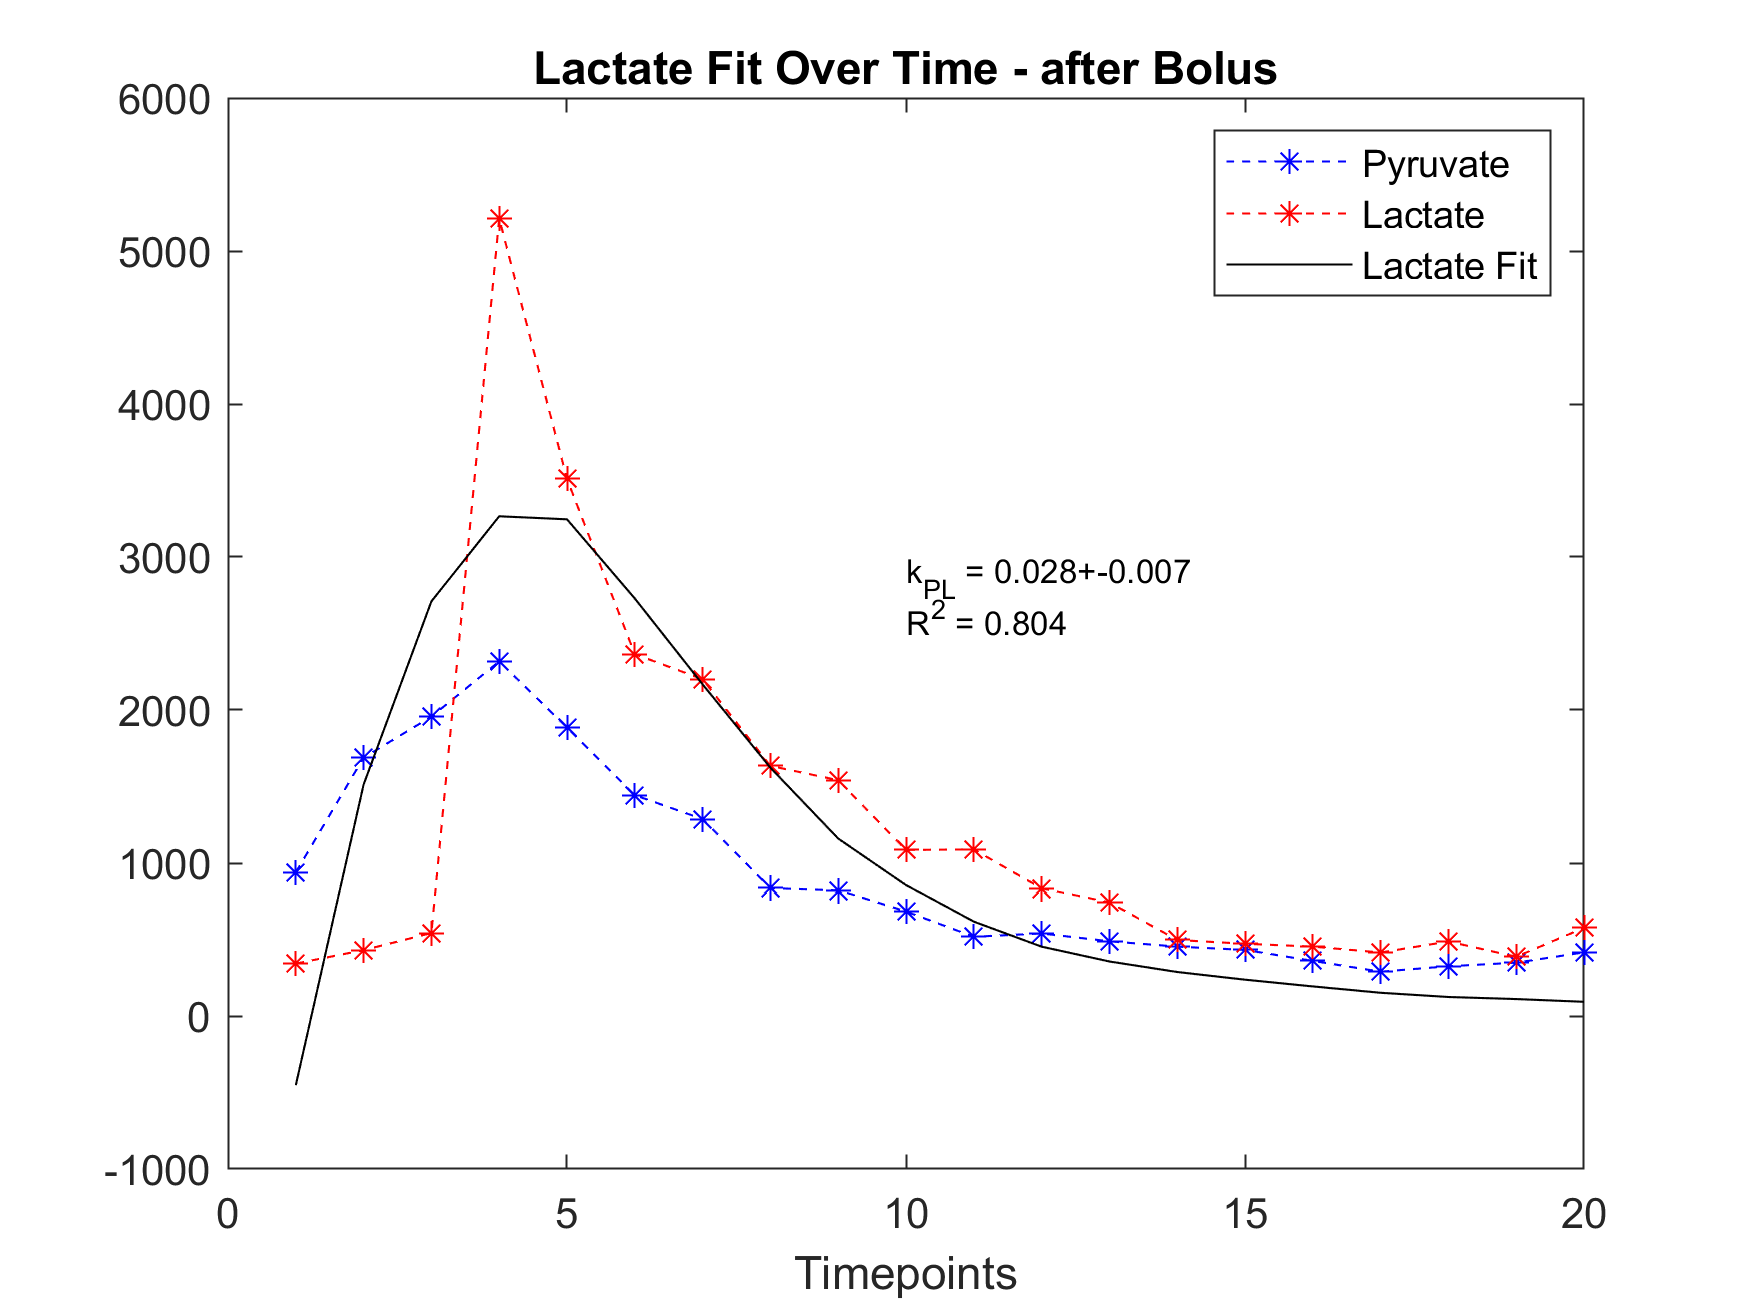 Lactate Fit Over Time - after Bolus
6000
5000
4000
3000
2000
1000
0
-1000
Pyruvate
Lactate
Lactate Fit
kPL = 0.028+-0.007
R2 = 0.804
0 5 10 15 20
Timepoints